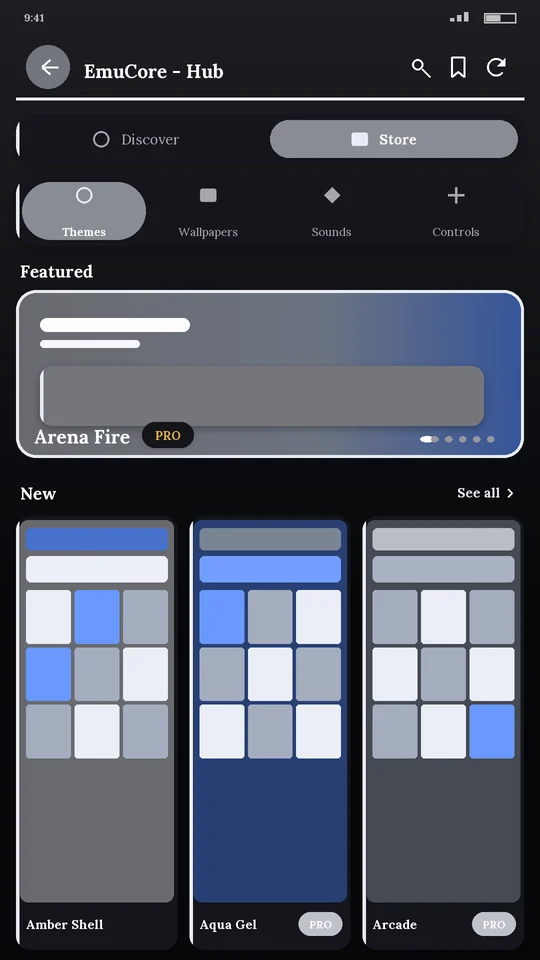 9:41
EmuCore - Hub
Discover
Store
Themes
Wallpapers
Sounds
Controls
Featured
Arena Fire
PRO
New
See all
Amber Shell
Aqua Gel
PRO
Arcade
PRO